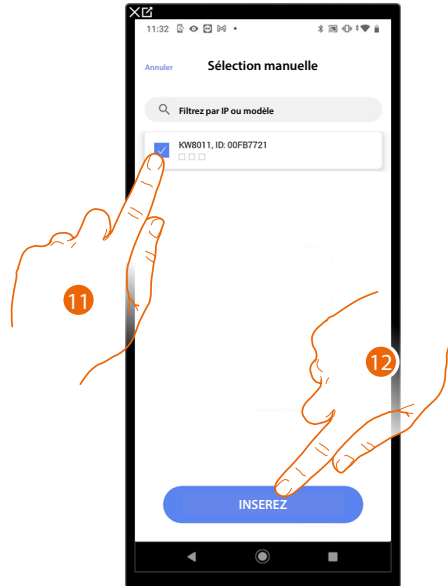 11:32
Annuler Sélection manuelle
Filtrez par IP ou modèle
KW8011, ID: 00FB7721
11
12
INSEREZ